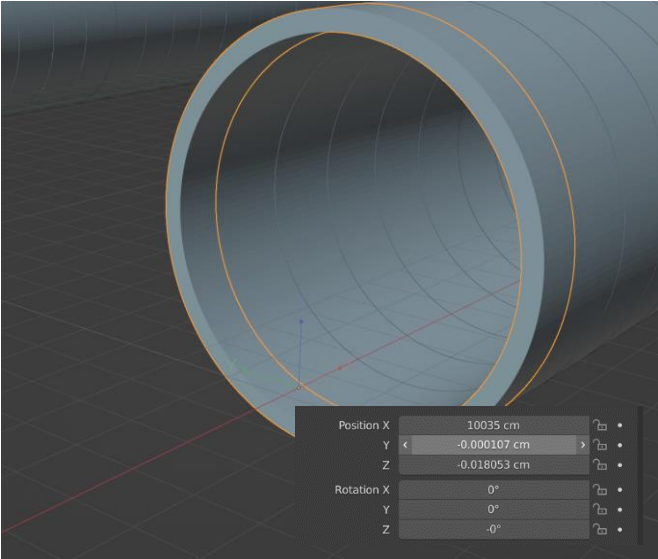 Position X 10035 cm
Y -0.000107 cm
Z -0.018053 cm
Rotation X 0°
Y 0°
Z -0°